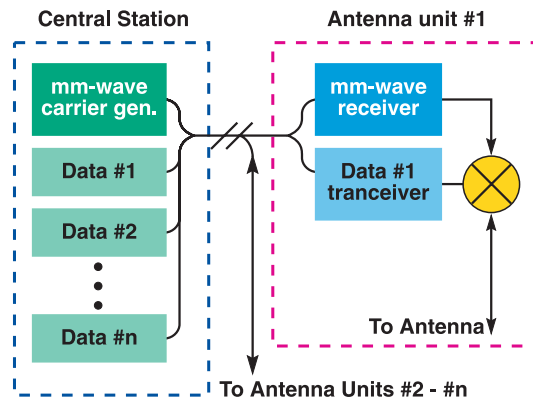 Central Station
Antenna unit #1
mm-wave
carrier gen.
mm-wave
receiver
Data #1
Data #1
tranceiver
Data #2
Data #n
To Antenna
To Antenna Units #2 - #n